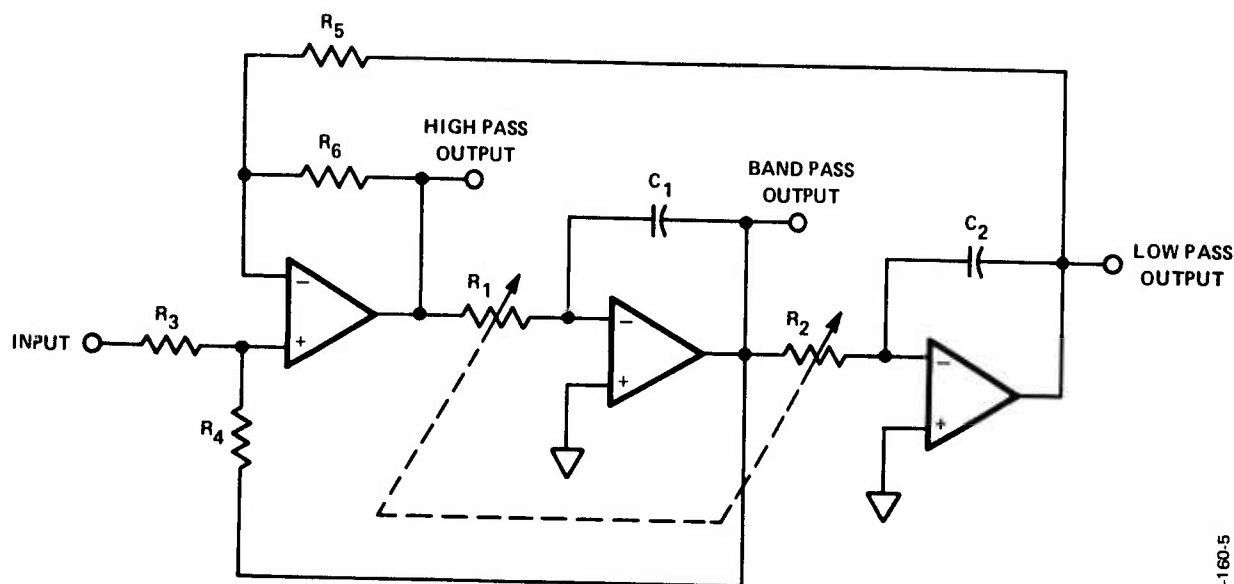 R5
R6
HIGH PASS
OUTPUT
C1
BAND PASS
OUTPUT
C2
LOW PASS
OUTPUT
INPUT
R3
R4
R1
R2
−
+
−
+
−
+
-160-5